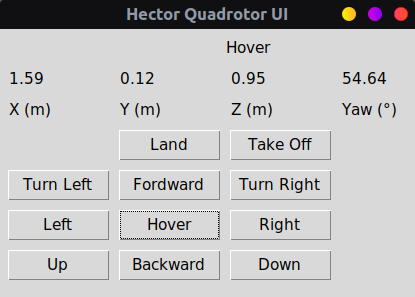 Hector Quadrotor UI
Hover
1.59 0.12 0.95 54.64
X (m) Y (m) Z (m) Yaw (°)
Land Take Off
Turn Left Fordward Turn Right
Left Hover Right
Up Backward Down